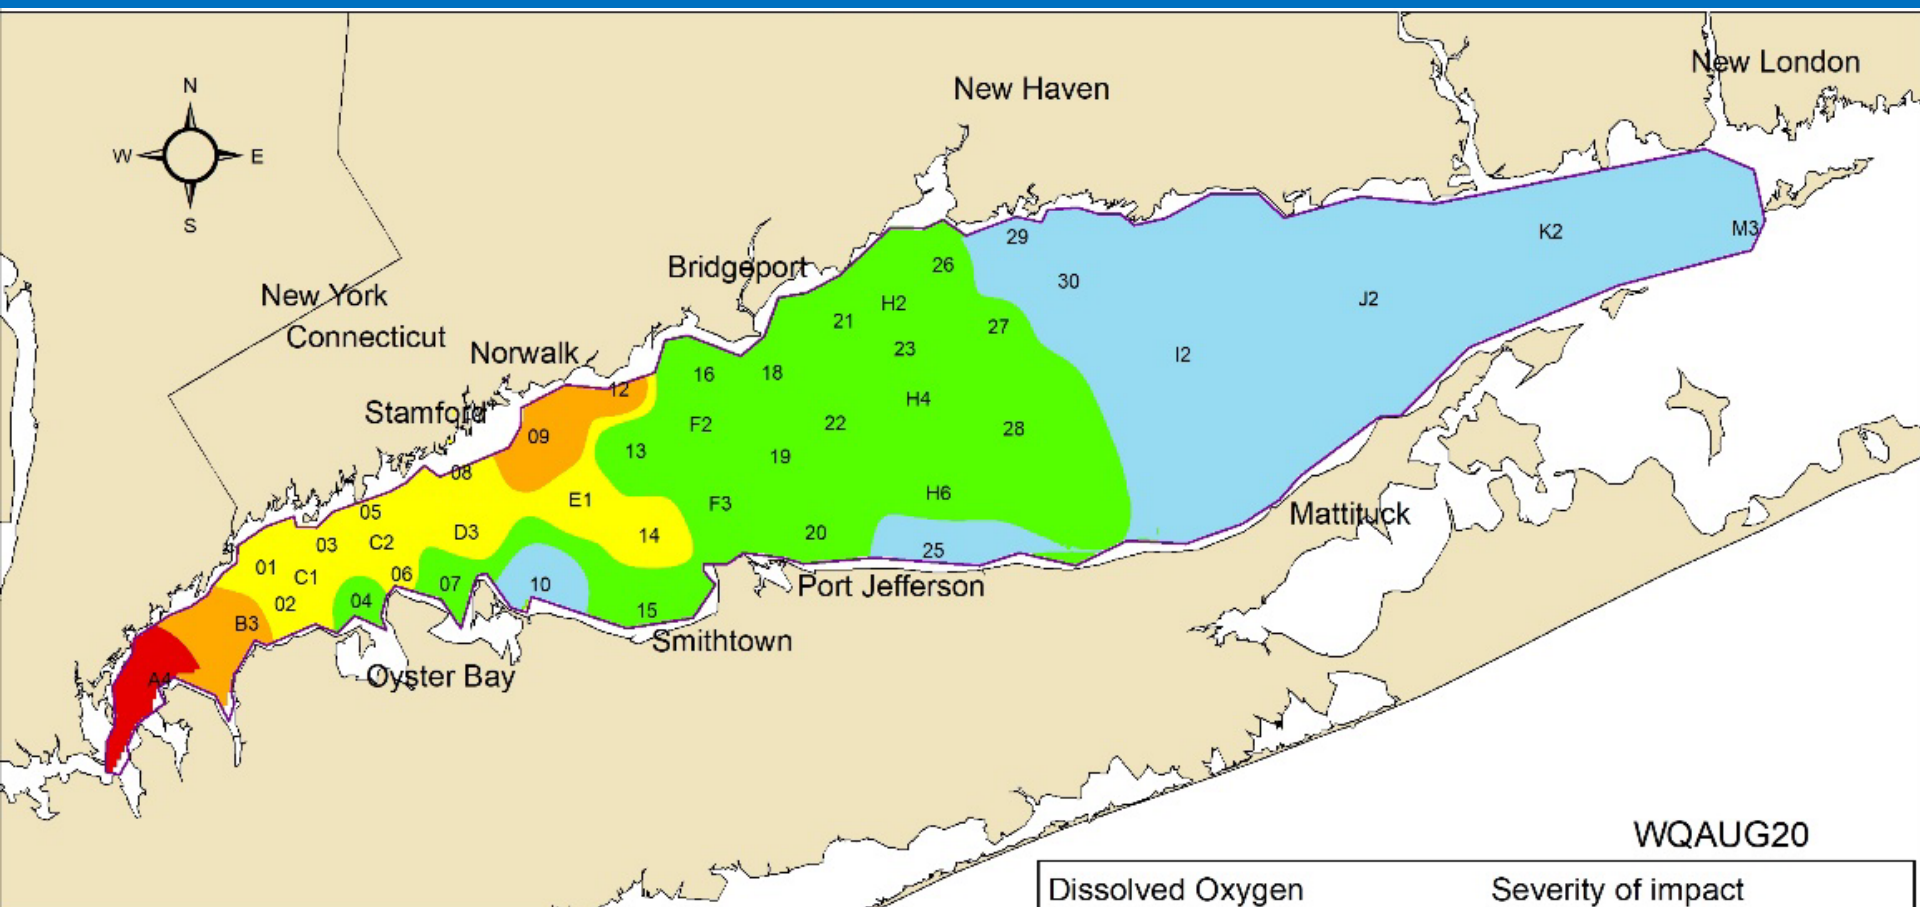 New London
New Haven
N
W E
S
K2
M3
29
26
Bridgeport
30
New York
J2
H2
21
27
Connecticut
23
I2
Norwalk
16
18
12
H4
Stamford
F2
22
28
09
13
19
08
H6
E1
F3
05
Mattituck
D3
20
14
C2
03
25
01
06
C1
07
10
Port Jefferson
04
02
15
B3
Smithtown
A4
Oyster Bay
WQAUG20
Dissolved Oxygen Severity of impact